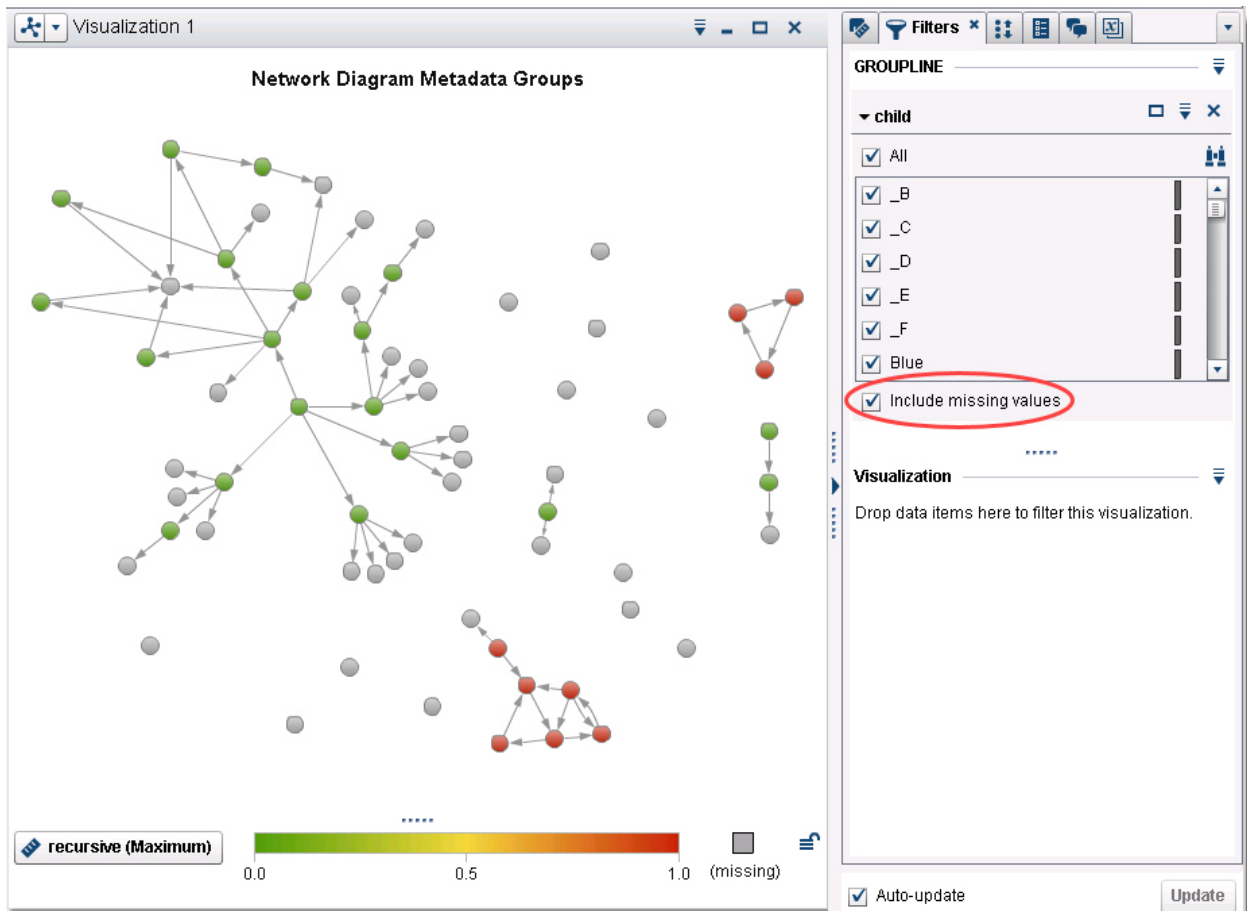 Visualization 1
Network Diagram Metadata Groups
recursive (Maximum)
0.0
0.5
1.0
(missing)
Filters
GROUPLINE
child
All
_B
_C
_D
_E
_F
Blue
Include missing values
Visualization
Drop data items here to filter this visualization.
Auto-update
Update